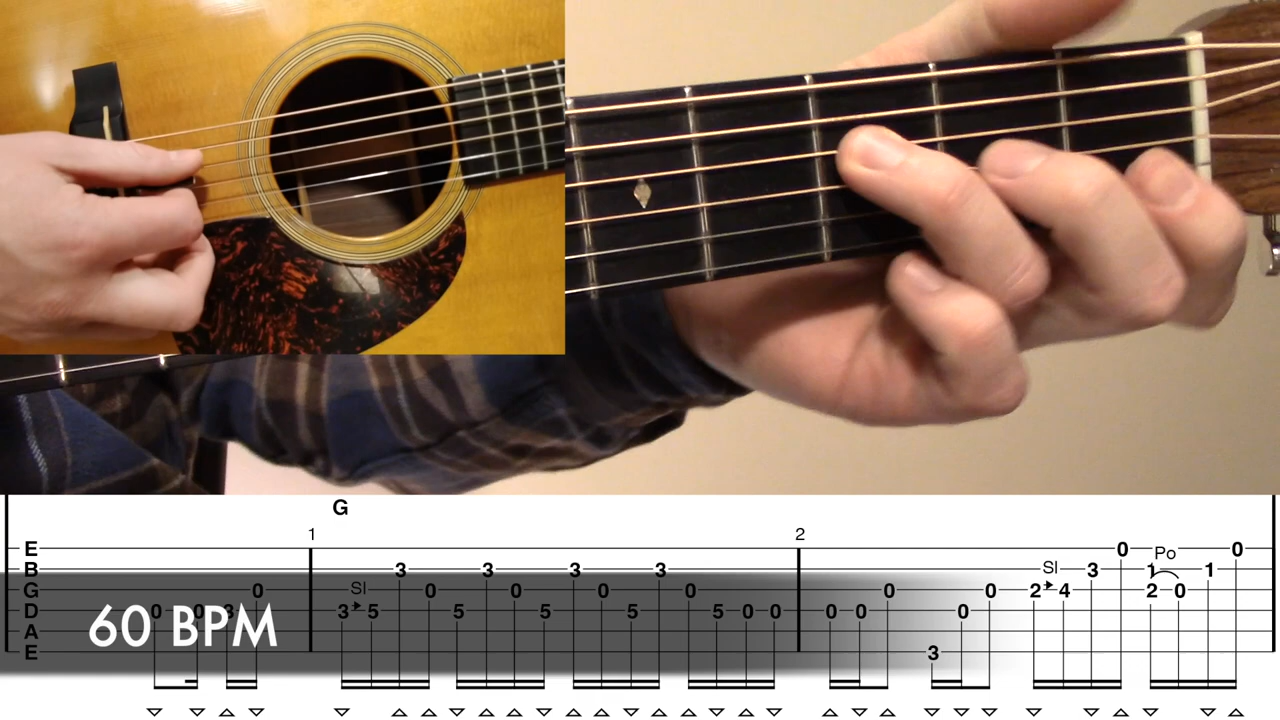 G
1 2
E 0 Po 0
B 3 3 3 3 Sl 3 1 1
G 0 Sl 0 0 0 0 0 0 2 4 2 0
60 BPM
D 0 0 3 3 5 5 5 5 5 0 0 0 0 0
A
E 3